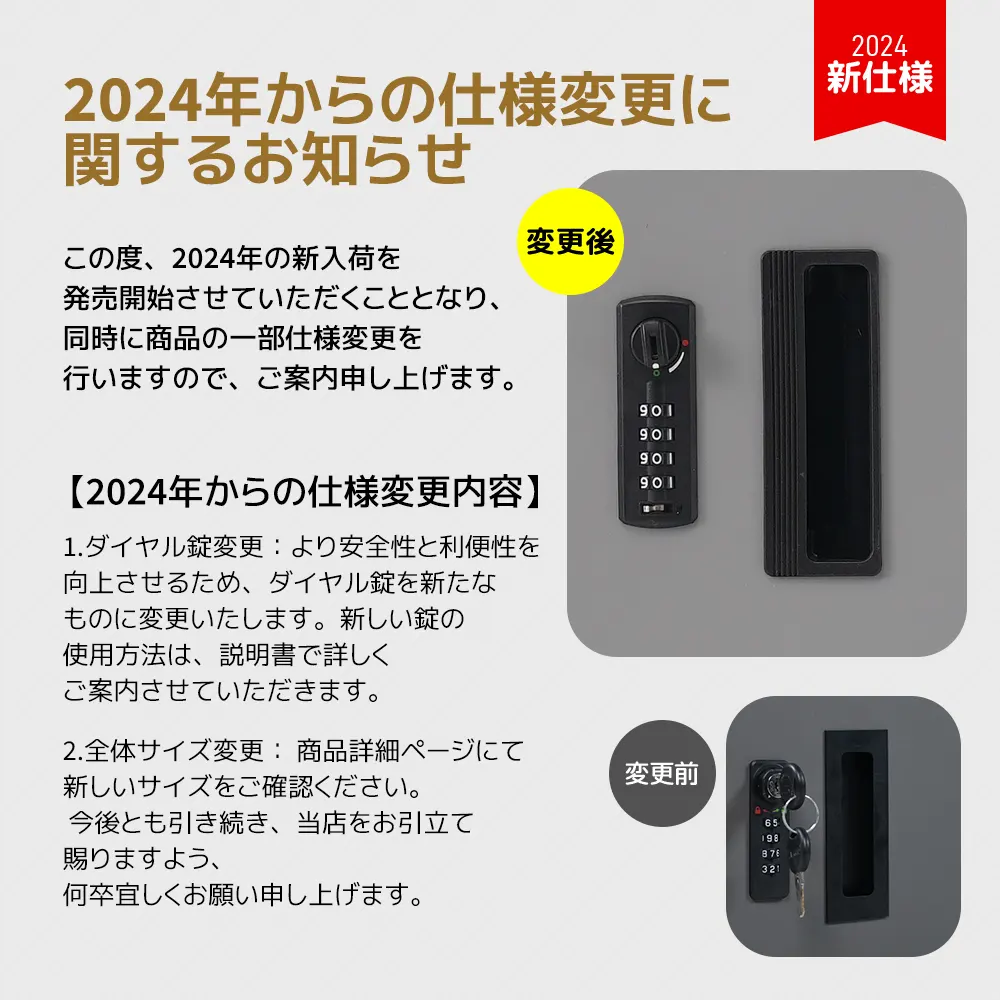 2024
新仕様
2024年からの仕様変更に
関するお知らせ
この度、2024年の新入荷を
発売開始させていただくこととなり、
同時に商品の一部仕様変更を
行いますので、ご案内申し上げます。
変更後
901
901
901
901
【2024年からの仕様変更内容】
1.ダイヤル錠変更：より安全性と利便性を
向上させるため、ダイヤル錠を新たな
ものに変更いたします。新しい錠の
使用方法は、説明書で詳しく
ご案内させていただきます。
2.全体サイズ変更： 商品詳細ページにて
新しいサイズをご確認ください。
今後とも引き続き、当店をお引立て
賜りますよう、
何卒宜しくお願い申し上げます。
変更前
65
198
876
321